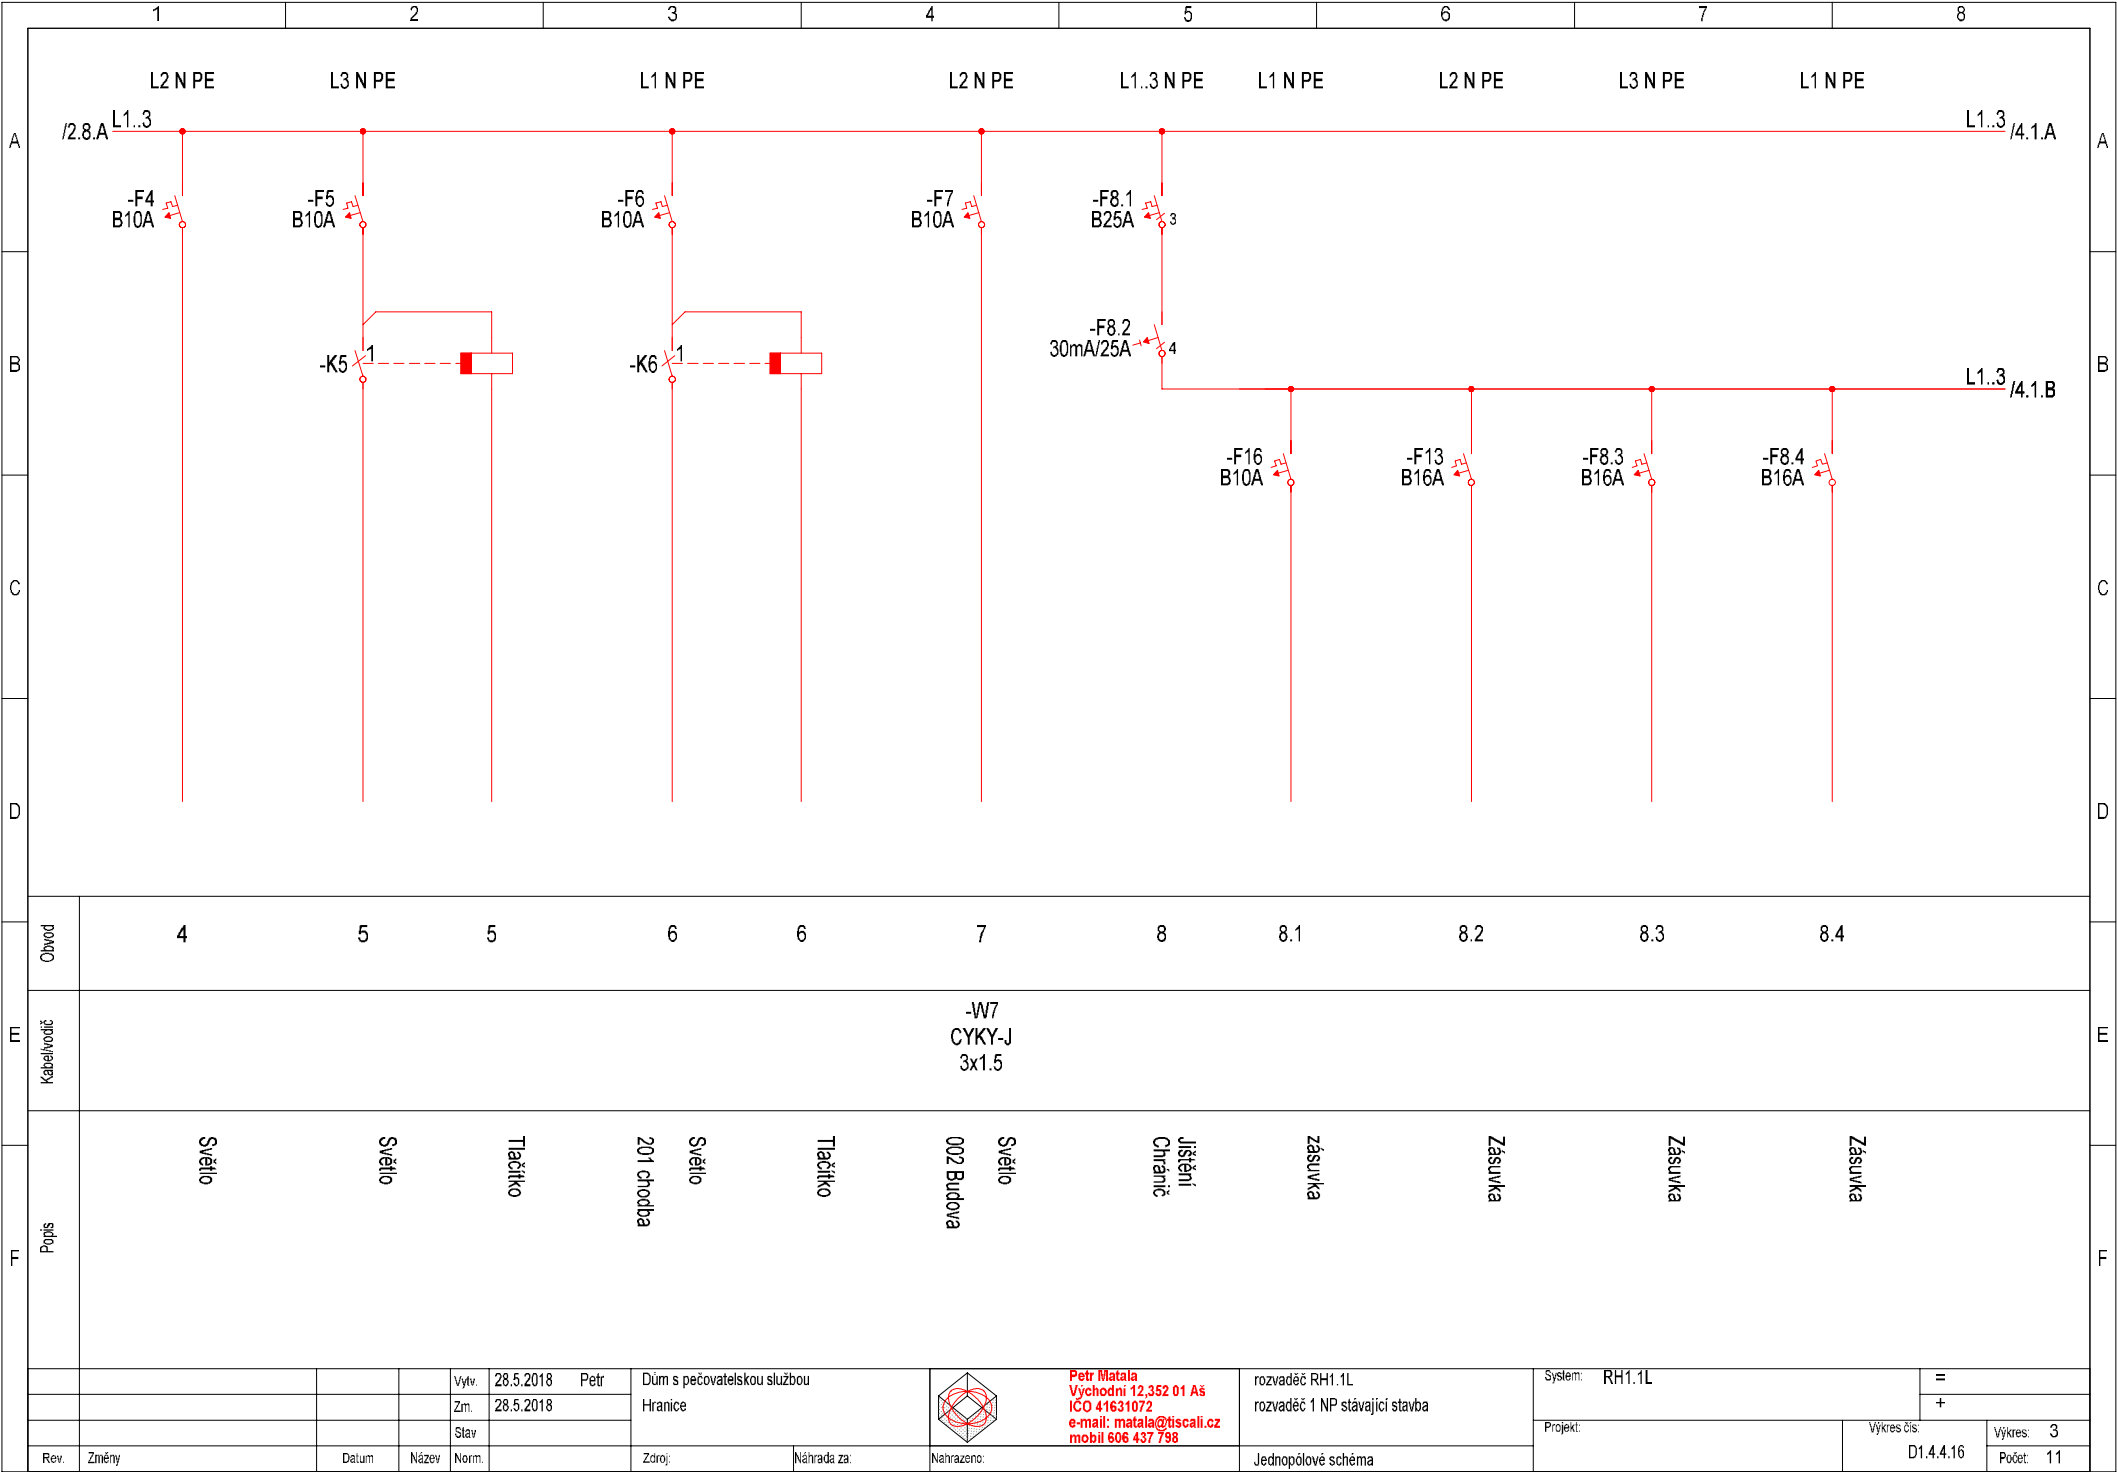 1 2 3 4 5 6 7 8
L2 N PE L3 N PE L1 N PE L2 N PE L1..3 N PE L1 N PE L2 N PE L3 N PE L1 N PE
/2.8.A L1..3 L1..3 /4.1.A
A A
-F4 -F5 -F6 -F7 -F8.1
B10A B10A B10A B10A B25A 3
-F8.2
30mA/25A 4
B -K5 1 -K6 1 B
L1..3 /4.1.B
-F16 -F13 -F8.3 -F8.4
B10A B16A B16A B16A
C C
D D
Obvod 4 5 5 6 6 7 8 8.1 8.2 8.3 8.4
E E
Kabel/vodič
-W7
CYKY-J
3x1.5
F F
Popis
Světlo
Světlo
Tlačítko
Světlo
201 chodba
Tlačítko
Světlo
002 Budova
Jištění
Chránič
zásuvka
Zásuvka
Zásuvka
Zásuvka
Vytv. 28.5.2018 Petr
Zm. 28.5.2018
Stav
Rev. Změny Datum Název Norm.
Dům s pečovatelskou službou
Hranice
Zdroj: Náhrada za: Nahrazeno:
Petr Matala
Východní 12,352 01 Aš
IČO 41631072
e-mail: matala@tiscali.cz
mobil 606 437 798
rozvaděč RH1.1L
rozvaděč 1 NP stávající stavba
Jednopólové schéma
System: RH1.1L
=
+
Projekt:
Výkres čís:
D1.4.4.16
Výkres: 3
Počet: 11